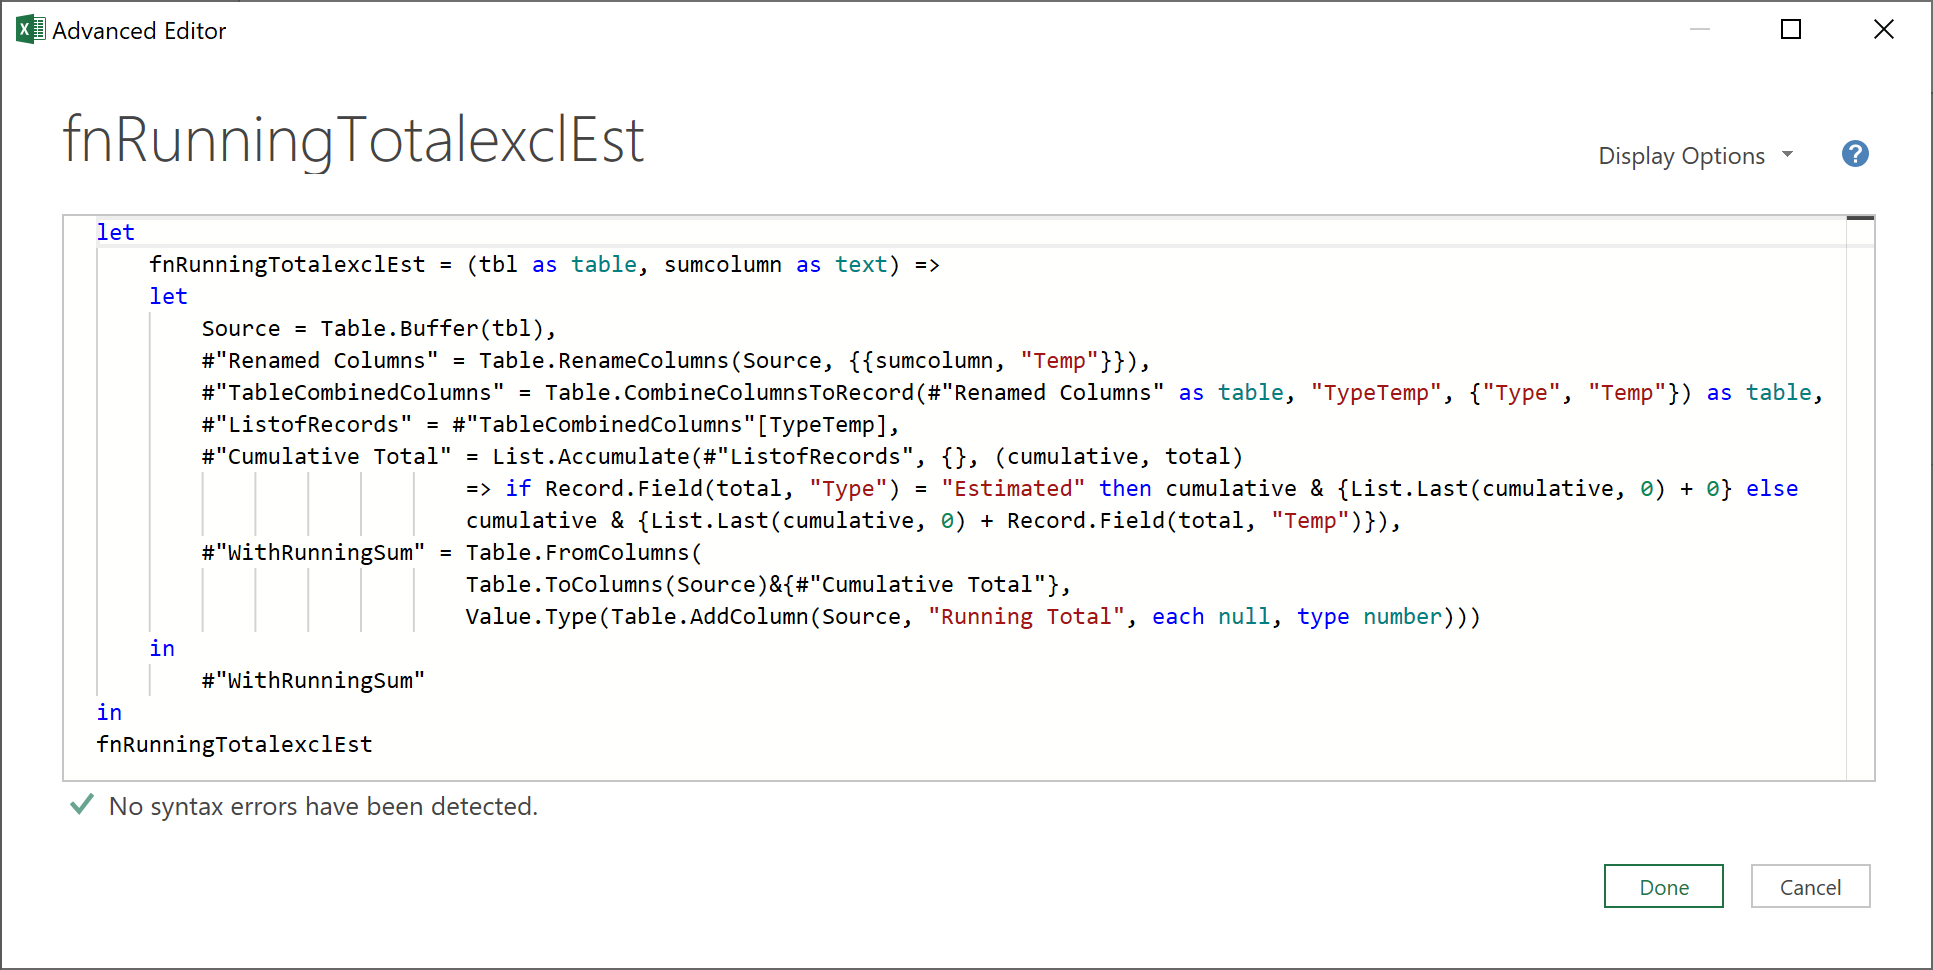 Advanced Editor
fnRunningTotalexclEst
Display Options
?
let
fnRunningTotalexclEst = (tbl as table, sumcolumn as text) =>
let
Source = Table.Buffer(tbl),
#"Renamed Columns" = Table.RenameColumns(Source, {{sumcolumn, "Temp"}}),
#"TableCombinedColumns" = Table.CombineColumnsToRecord(#"Renamed Columns" as table, "TypeTemp", {"Type", "Temp"}) as table,
#"ListofRecords" = #"TableCombinedColumns"[TypeTemp],
#"Cumulative Total" = List.Accumulate(#"ListofRecords", {}, (cumulative, total)
=> if Record.Field(total, "Type") = "Estimated" then cumulative & {List.Last(cumulative, 0) + 0} else
cumulative & {List.Last(cumulative, 0) + Record.Field(total, "Temp")}),
#"WithRunningSum" = Table.FromColumns(
Table.ToColumns(Source)&{#"Cumulative Total"},
Value.Type(Table.AddColumn(Source, "Running Total", each null, type number)))
in
#"WithRunningSum"
in
fnRunningTotalexclEst
No syntax errors have been detected.
Done
Cancel